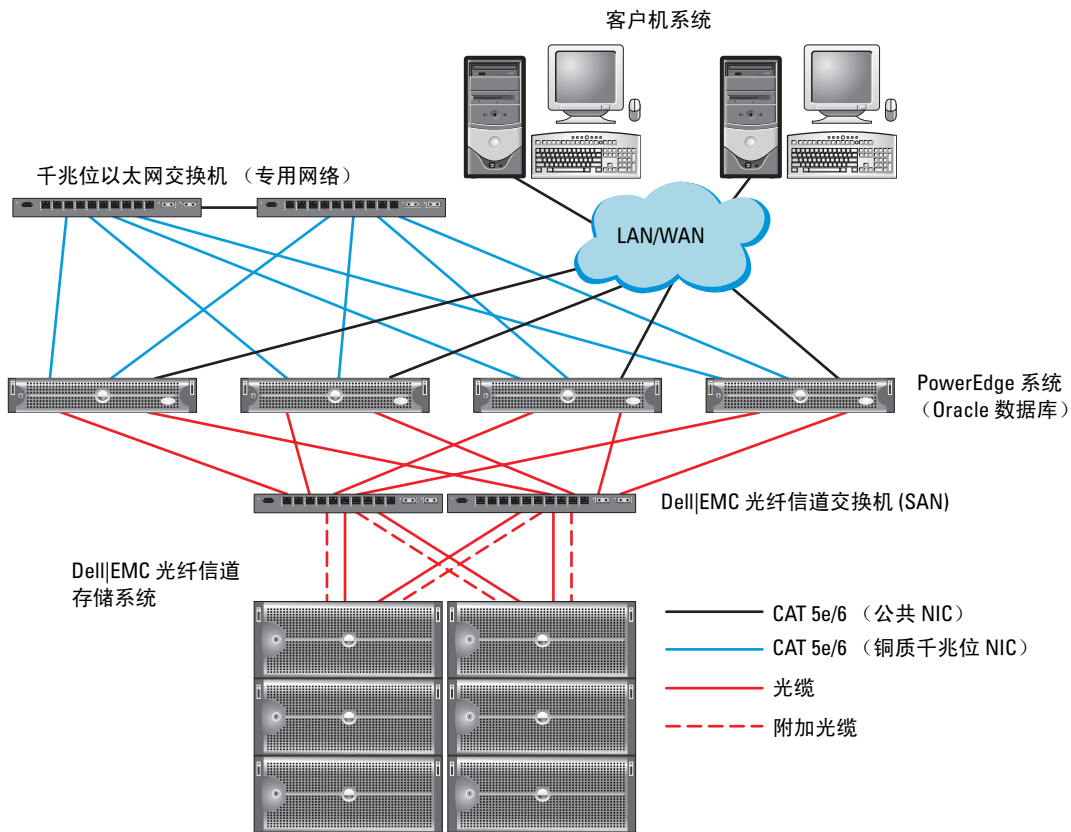 客户机系统
千兆位以太网交换机 （专用网络）
LAN/WAN
PowerEdge 系统
（Oracle 数据库）
Dell|EMC 光纤信道交换机 (SAN)
Dell|EMC 光纤信道
存储系统
CAT 5e/6 （公共 NIC）
CAT 5e/6 （铜质千兆位 NIC）
光缆
附加光缆